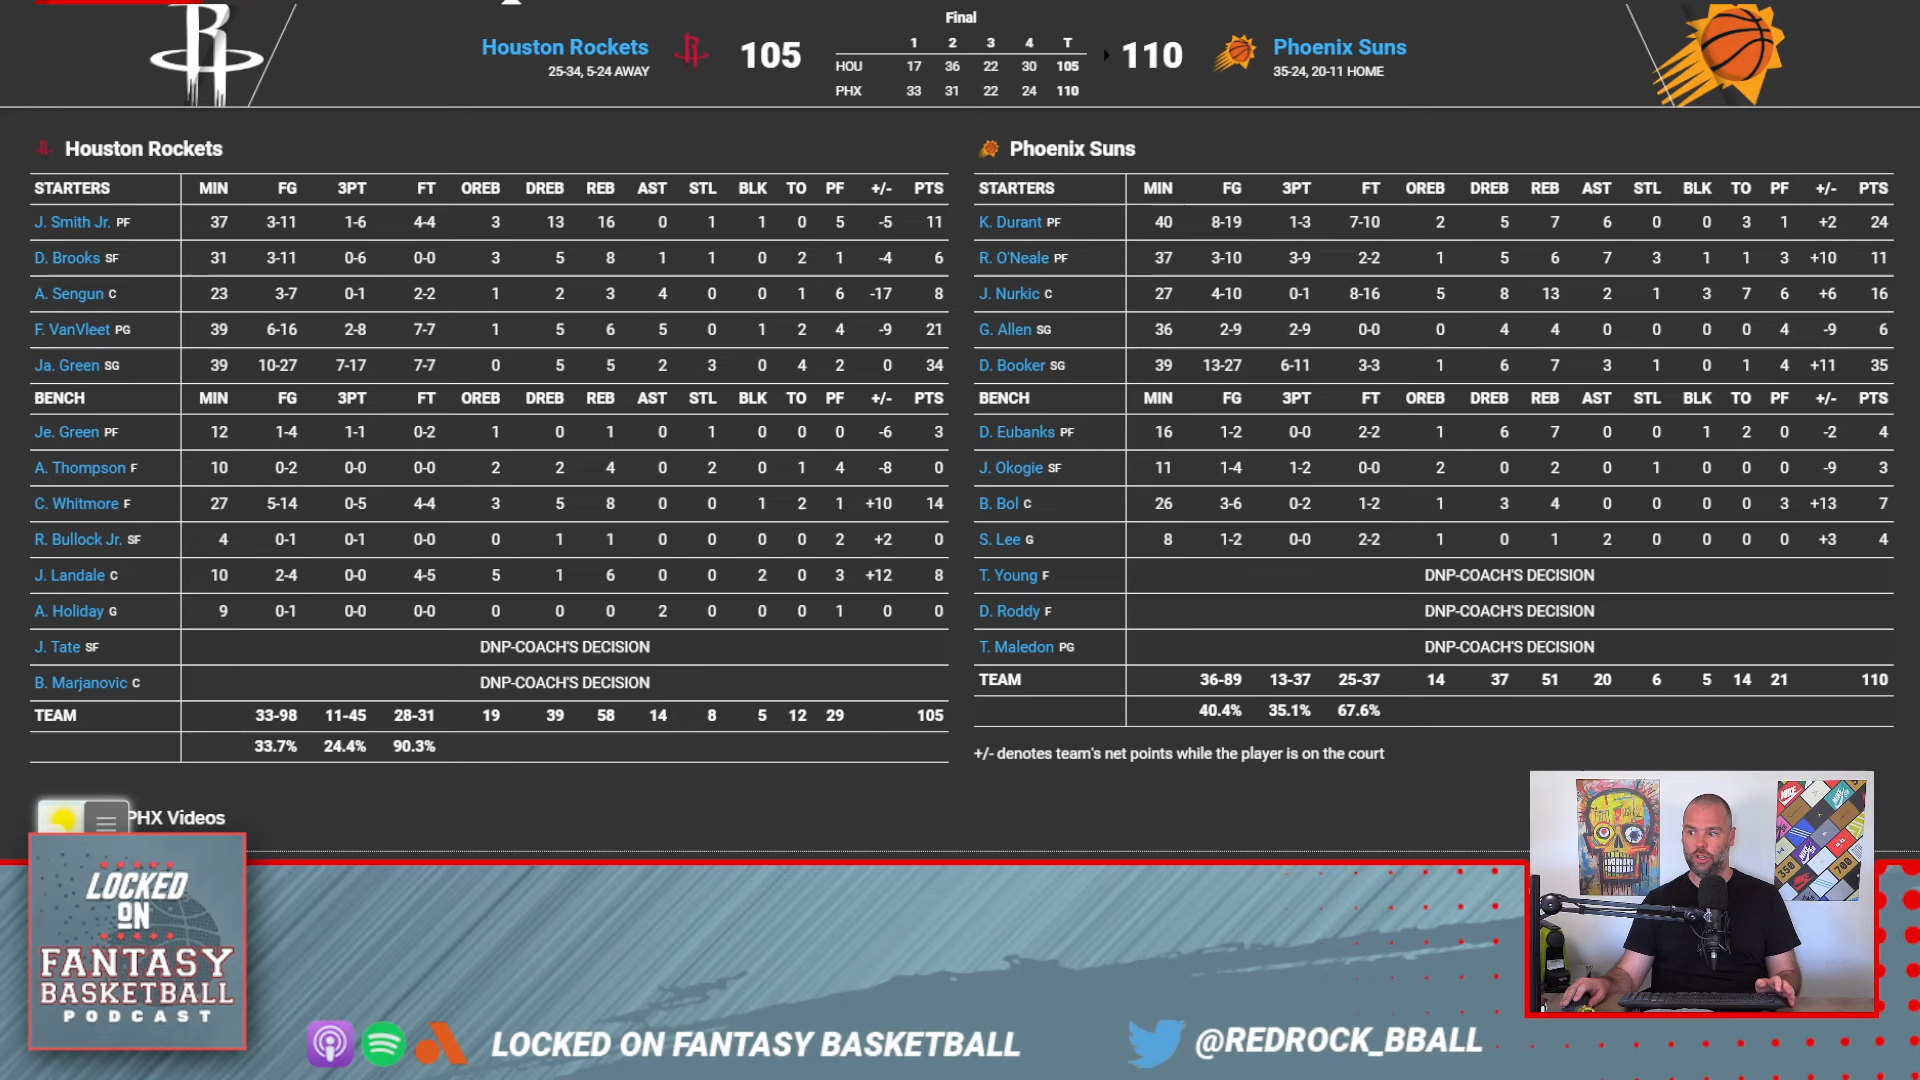 Final
Houston Rockets
25-34, 5-24 AWAY
105
1 2 3 4 T
HOU 17 36 22 30 105
PHX 33 31 22 24 110
110
Phoenix Suns
35-24, 20-11 HOME
Houston Rockets
STARTERS MIN FG 3PT FT OREB DREB REB AST STL BLK TO PF +/- PTS
J. Smith Jr. PF 37 3-11 1-6 4-4 3 13 16 0 1 1 0 5 -5 11
D. Brooks SF 31 3-11 0-6 0-0 3 5 8 1 1 0 2 1 -4 6
A. Sengun C 23 3-7 0-1 2-2 1 2 3 4 0 0 1 6 -17 8
F. VanVleet PG 39 6-16 2-8 7-7 1 5 6 5 0 1 2 4 -9 21
Ja. Green SG 39 10-27 7-17 7-7 0 5 5 2 3 0 4 2 0 34
BENCH MIN FG 3PT FT OREB DREB REB AST STL BLK TO PF +/- PTS
Je. Green PF 12 1-4 1-1 0-2 1 0 1 0 1 0 0 0 -6 3
A. Thompson F 10 0-2 0-0 0-0 2 2 4 0 2 0 1 4 -8 0
C. Whitmore F 27 5-14 0-5 4-4 3 5 8 0 0 1 2 1 +10 14
R. Bullock Jr. SF 4 0-1 0-1 0-0 0 1 1 0 0 0 0 2 +2 0
J. Landale C 10 2-4 0-0 4-5 5 1 6 0 0 2 0 3 +12 8
A. Holiday G 9 0-1 0-0 0-0 0 0 0 2 0 0 0 1 0 0
J. Tate SF DNP-COACH'S DECISION
B. Marjanovic C DNP-COACH'S DECISION
TEAM 33-98 11-45 28-31 19 39 58 14 8 5 12 29 105
33.7% 24.4% 90.3%
Phoenix Suns
STARTERS MIN FG 3PT FT OREB DREB REB AST STL BLK TO PF +/- PTS
K. Durant PF 40 8-19 1-3 7-10 2 5 7 6 0 0 3 1 +2 24
R. O'Neale PF 37 3-10 3-9 2-2 1 5 6 7 3 1 1 3 +10 11
J. Nurkic C 27 4-10 0-1 8-16 5 8 13 2 1 3 7 6 +6 16
G. Allen SG 36 2-9 2-9 0-0 0 4 4 0 0 0 0 4 -9 6
D. Booker SG 39 13-27 6-11 3-3 1 6 7 3 1 0 1 4 +11 35
BENCH MIN FG 3PT FT OREB DREB REB AST STL BLK TO PF +/- PTS
D. Eubanks PF 16 1-2 0-0 2-2 1 6 7 0 0 1 2 0 -2 4
J. Okogie SF 11 1-4 1-2 0-0 2 0 2 0 1 0 0 0 -9 3
B. Bol C 26 3-6 0-2 1-2 1 3 4 0 0 0 0 3 +13 7
S. Lee G 8 1-2 0-0 2-2 1 0 1 2 0 0 0 0 +3 4
T. Young F DNP-COACH'S DECISION
D. Roddy F DNP-COACH'S DECISION
T. Maledon PG DNP-COACH'S DECISION
TEAM 36-89 13-37 25-37 14 37 51 20 6 5 14 21 110
40.4% 35.1% 67.6%
+/- denotes team's net points while the player is on the court
PHX Videos
LOCKED
ON
FANTASY
BASKETBALL
PODCAST
LOCKED ON FANTASY BASKETBALL
@REDROCK_BBALL
NIKE
NIKE
NIKE
350
700